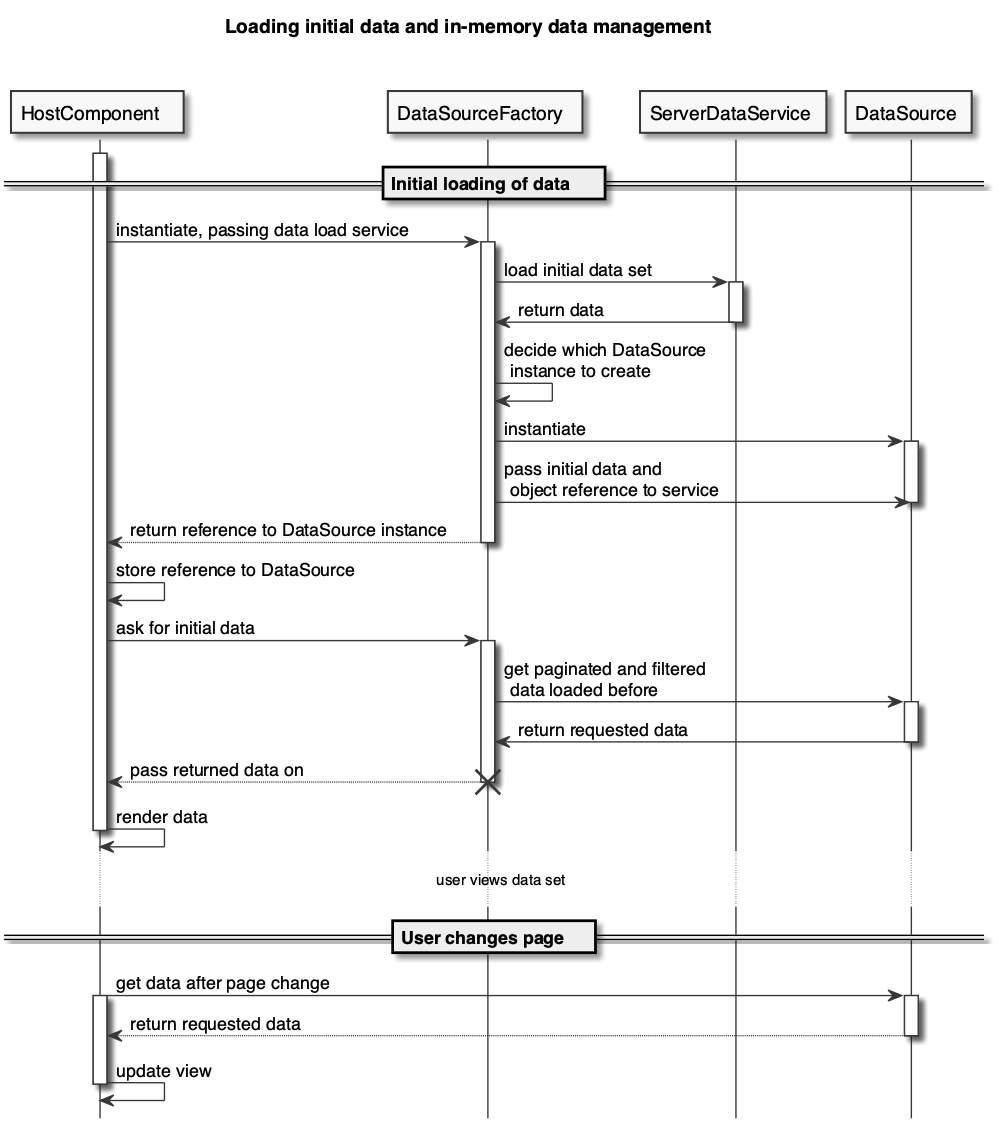 Loading initial data and in-memory data management
HostComponent
DataSourceFactory
ServerDataService
DataSource
Initial loading of data
instantiate, passing data load service
load initial data set
return data
decide which DataSource
instance to create
instantiate
pass initial data and
object reference to service
return reference to DataSource instance
store reference to DataSource
ask for initial data
get paginated and filtered
data loaded before
return requested data
pass returned data on
render data
user views data set
User changes page
get data after page change
return requested data
update view